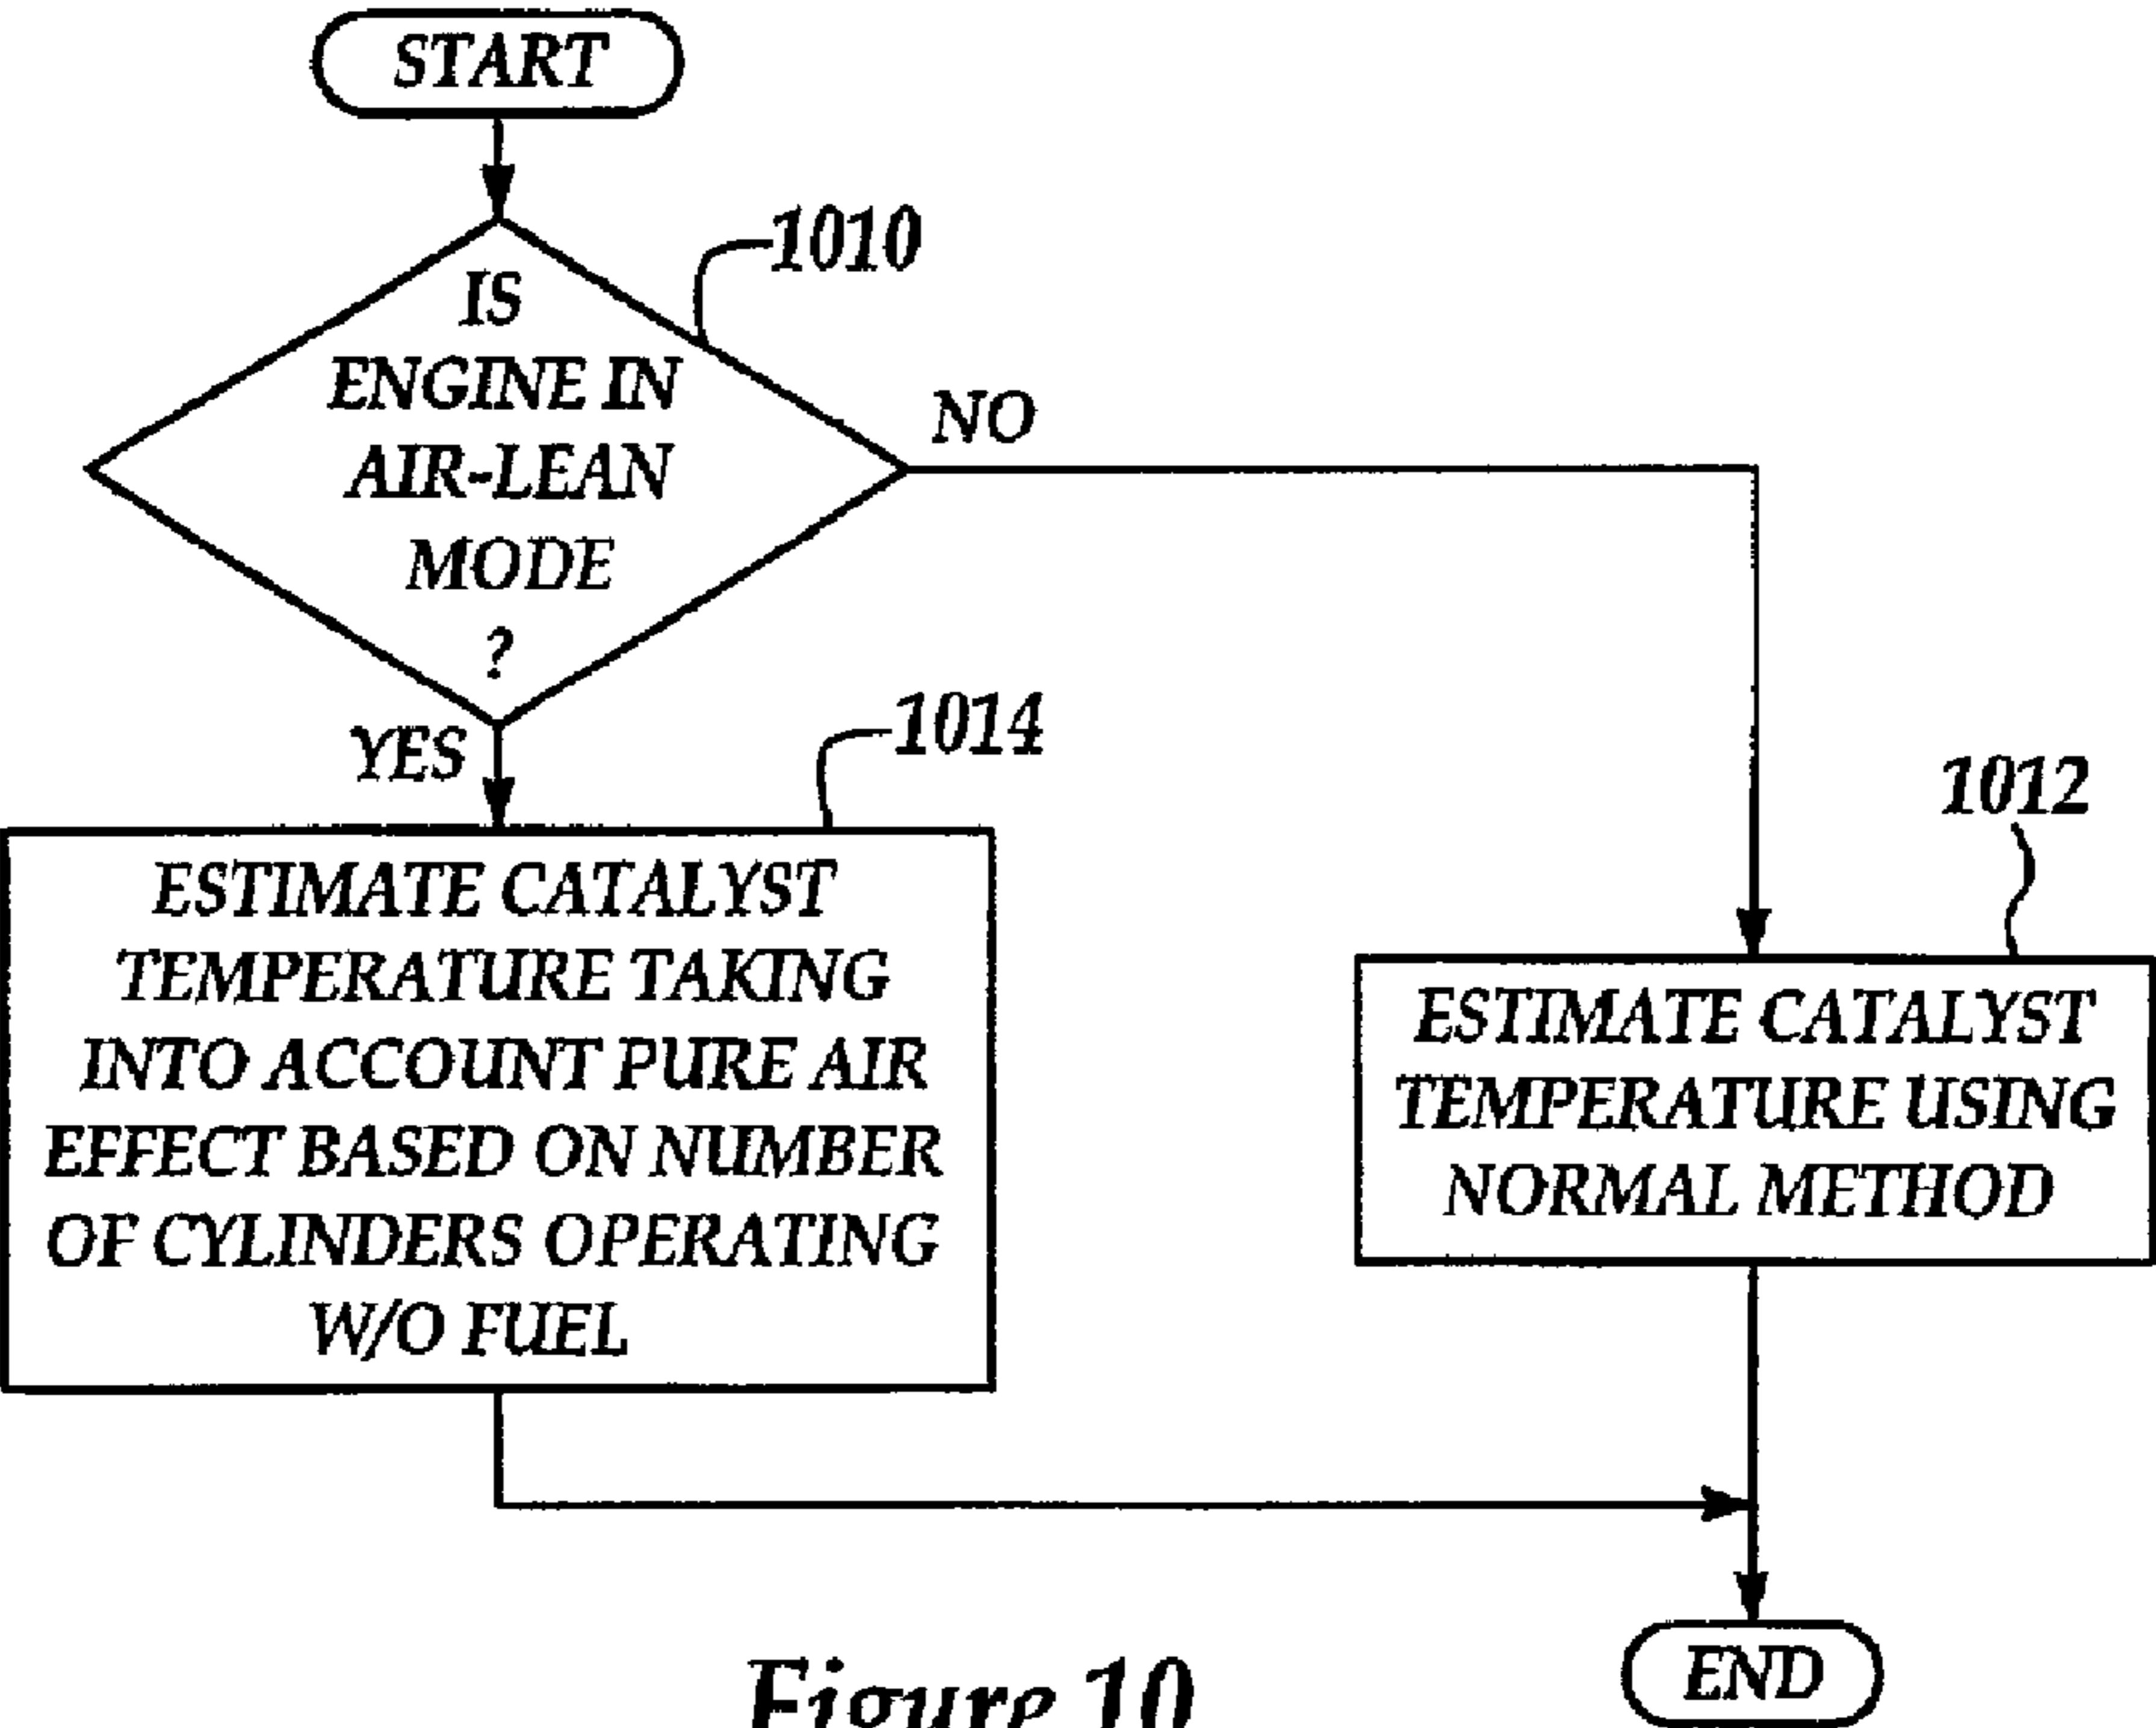 START
1010
IS
ENGINE IN
AIR-LEAN
MODE
?
NO
YES
1014
ESTIMATE CATALYST
TEMPERATURE TAKING
INTO ACCOUNT PURE AIR
EFFECT BASED ON NUMBER
OF CYLINDERS OPERATING
W/O FUEL
1012
ESTIMATE CATALYST
TEMPERATURE USING
NORMAL METHOD
END
Figure 10